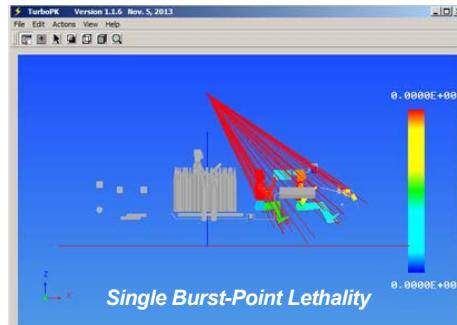 TurboPK Version 1.1.6 Nov. 5, 2013
File Edit Actions View Help
0.0000E+00
Z
X
0.0000E+00
Single Burst-Point Lethality